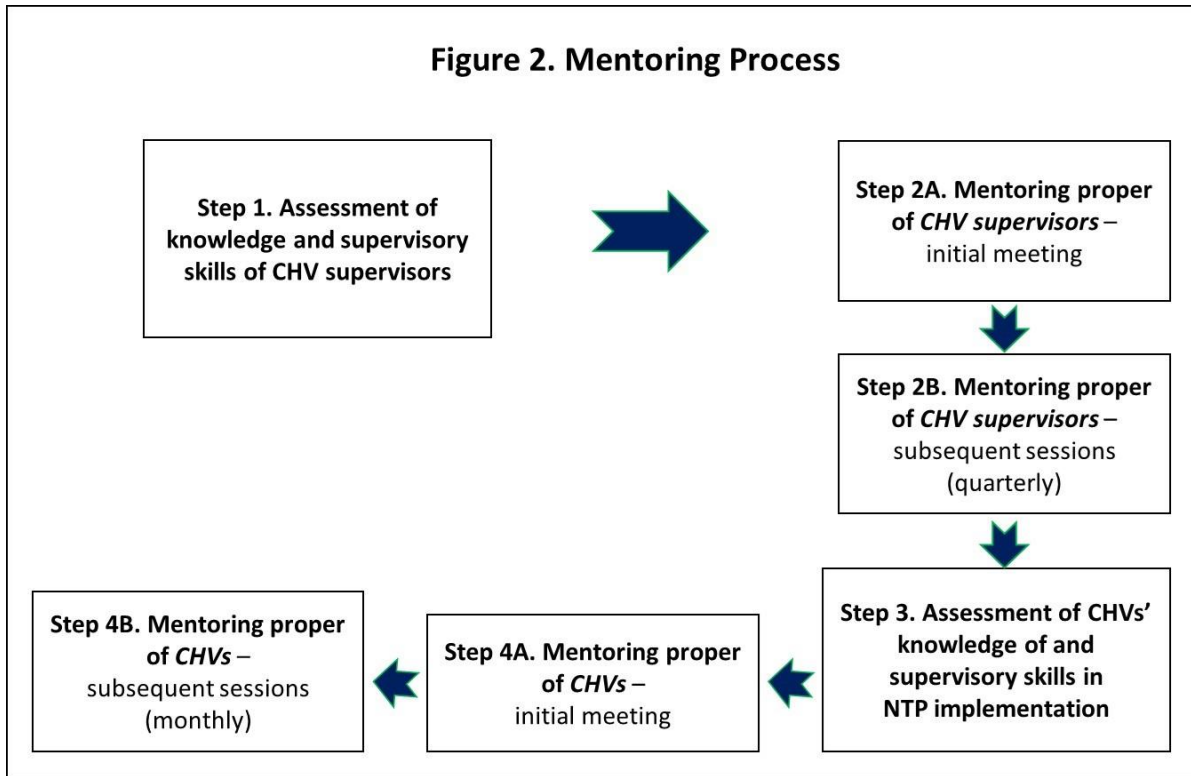 Figure 2. Mentoring Process
Step 1. Assessment of
knowledge and supervisory
skills of CHV supervisors
Step 2A. Mentoring proper
of CHV supervisors –
initial meeting
Step 2B. Mentoring proper
of CHV supervisors –
subsequent sessions
(quarterly)
Step 3. Assessment of CHVs’
knowledge of and
supervisory skills in
NTP implementation
Step 4A. Mentoring proper
of CHVs –
initial meeting
Step 4B. Mentoring proper
of CHVs –
subsequent sessions
(monthly)